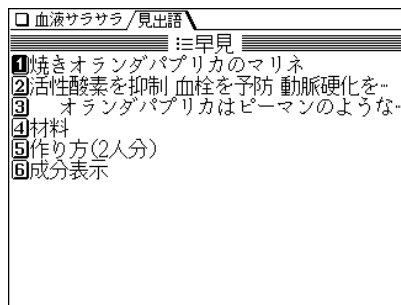 血液サラサラ/見出語
早見
1焼きオランダパプリカのマリネ
2活性酸素を抑制 血栓を予防 動脈硬化を…
3 オランダパプリカはピーマンのような…
4材料
5作り方(2人分)
6成分表示